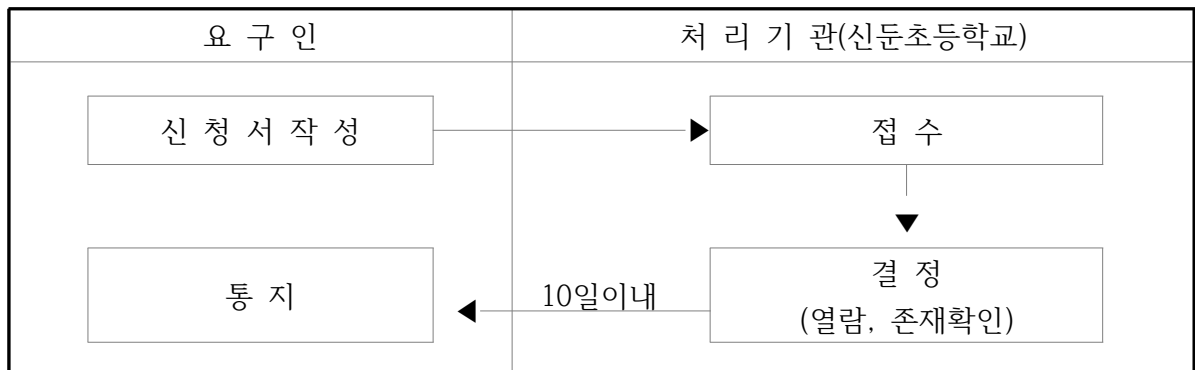 요 구 인
처 리 기 관(신둔초등학교)
신 청 서 작 성
접 수
통 지
10일이내
결 정
(열람, 존재확인)